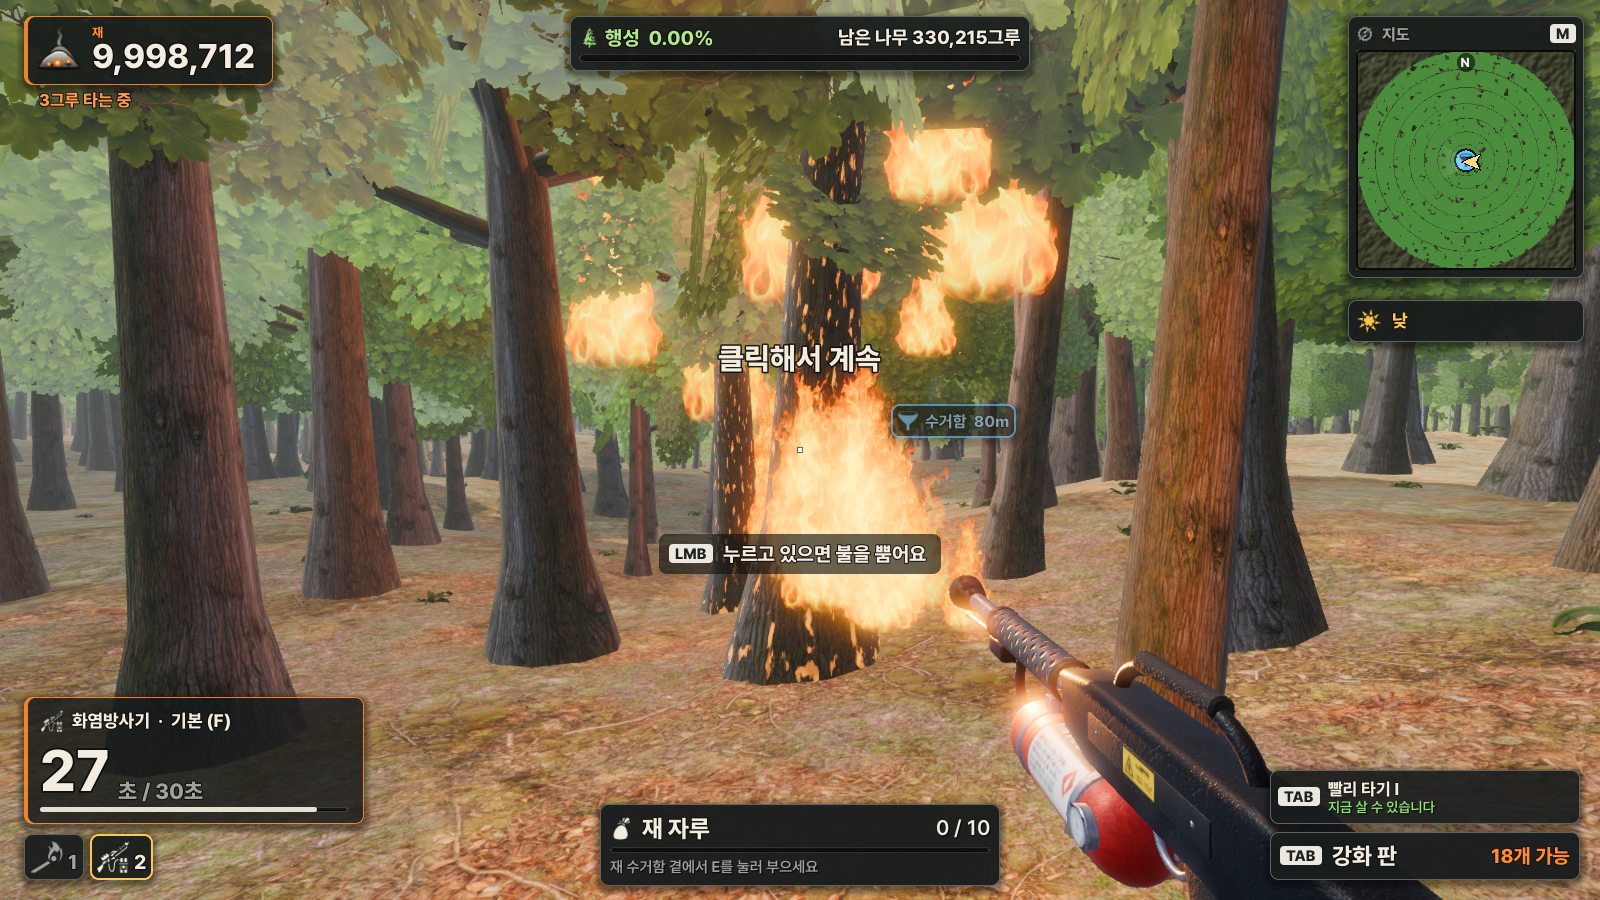 재
9,998,712
3그루 타는 중
행성 0.00%
남은 나무 330,215그루
지도
M
N
낮
클릭해서 계속
수거함 80m
LMB 누르고 있으면 불을 뿜어요
화염방사기 · 기본 (F)
27 초 / 30초
1
2
재 자루
0 / 10
재 수거함 곁에서 E를 눌러 부으세요
TAB 빨리 타기 I
지금 살 수 있습니다
TAB 강화 판
18개 가능